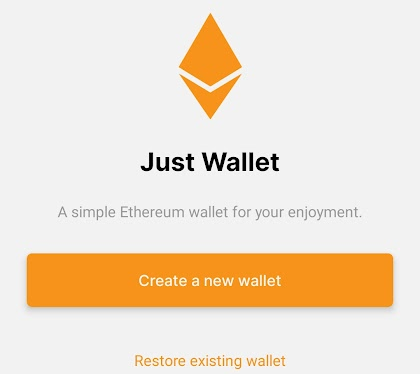 Just Wallet
A simple Ethereum wallet for your enjoyment.
Create a new wallet
Restore existing wallet